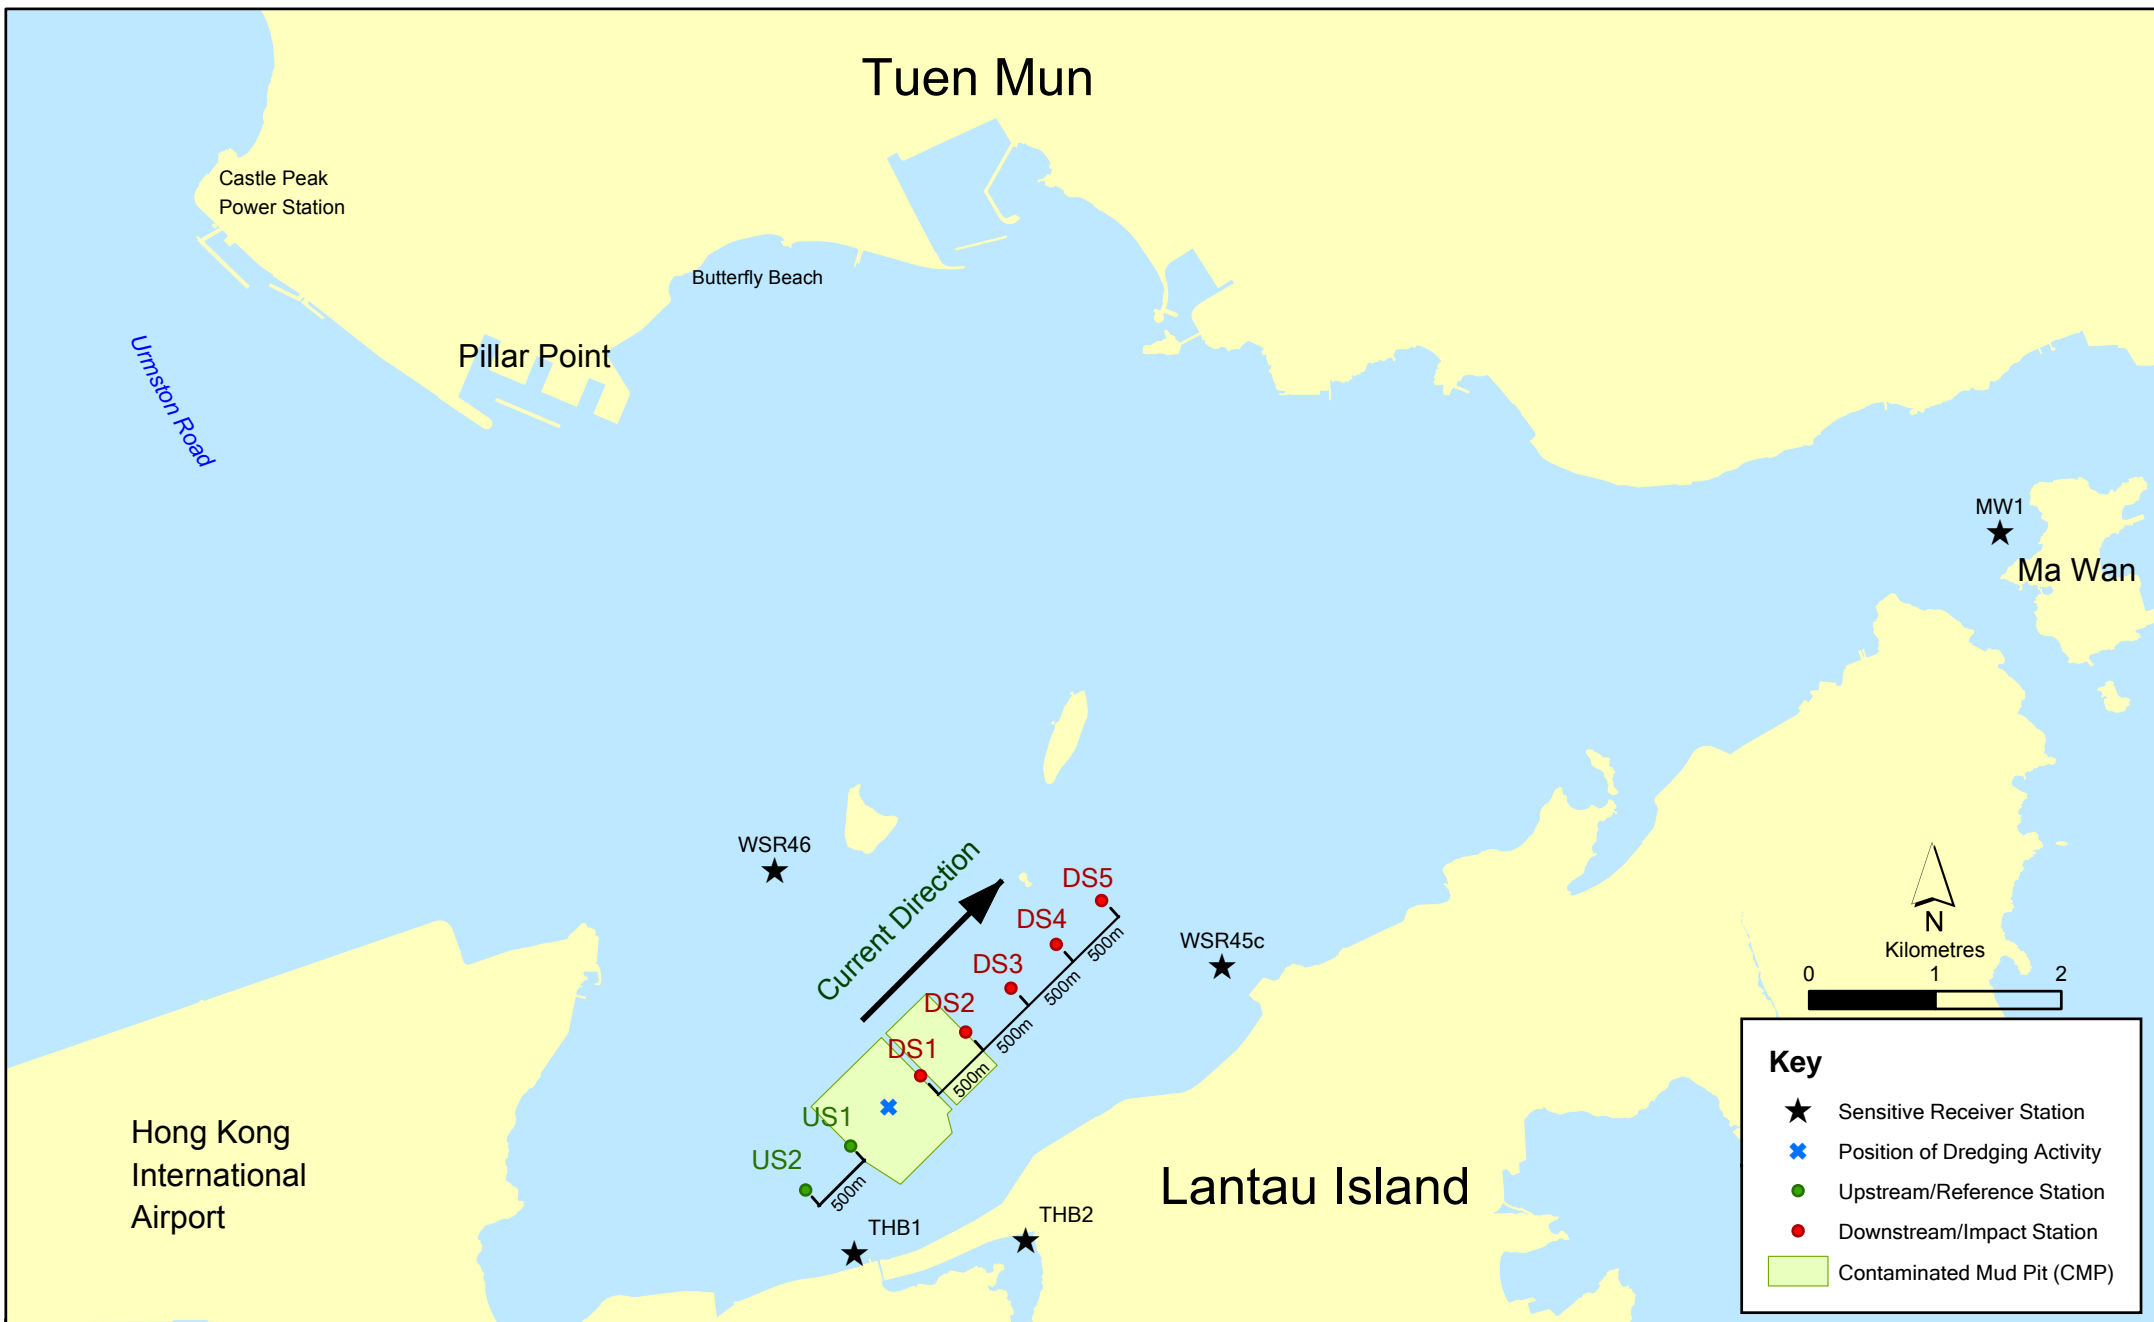 Tuen Mun
Castle Peak
Power Station
Butterfly Beach
Urmston Road
Pillar Point
MW1
Ma Wan
WSR46
Current Direction
DS5
DS4
WSR45c
DS3
DS2
DS1
500m
500m
500m
500m
US1
US2
500m
THB1
THB2
Hong Kong
International
Airport
Lantau Island
N
Kilometres
0 1 2
Key
Sensitive Receiver Station
Position of Dredging Activity
Upstream/Reference Station
Downstream/Impact Station
Contaminated Mud Pit (CMP)